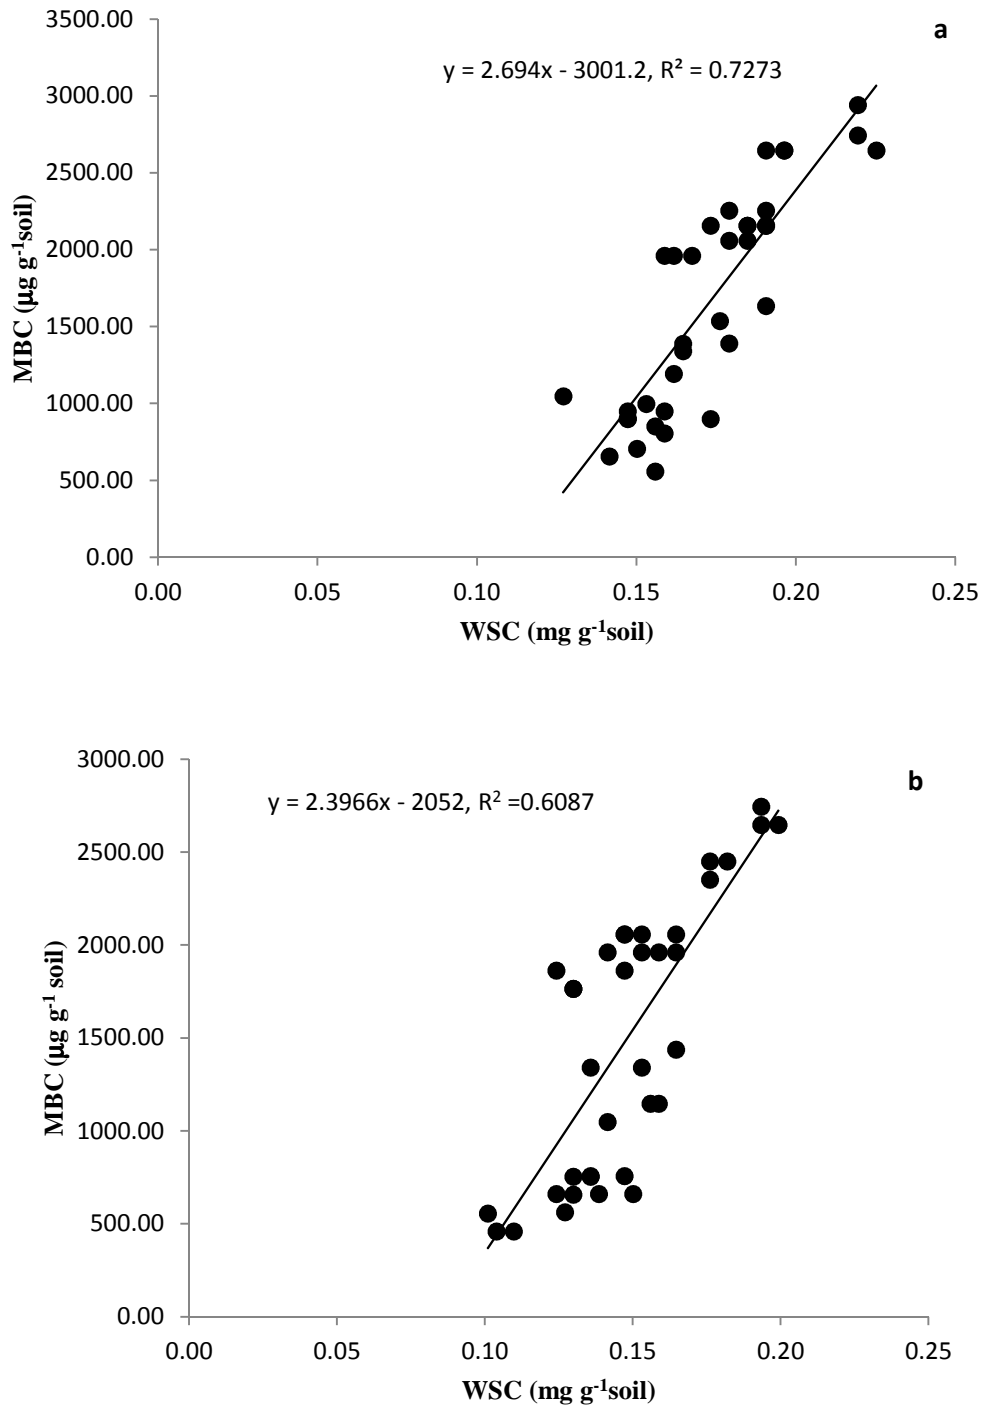 a
y = 2.694x - 3001.2, R² = 0.7273
3500.00
3000.00
2500.00
2000.00
1500.00
1000.00
500.00
0.00
MBC (µg g⁻¹soil)
0.00 0.05 0.10 0.15 0.20 0.25
WSC (mg g⁻¹soil)
b
y = 2.3966x - 2052, R² =0.6087
3000.00
2500.00
2000.00
1500.00
1000.00
500.00
0.00
MBC (µg g⁻¹ soil)
0.00 0.05 0.10 0.15 0.20 0.25
WSC (mg g⁻¹soil)